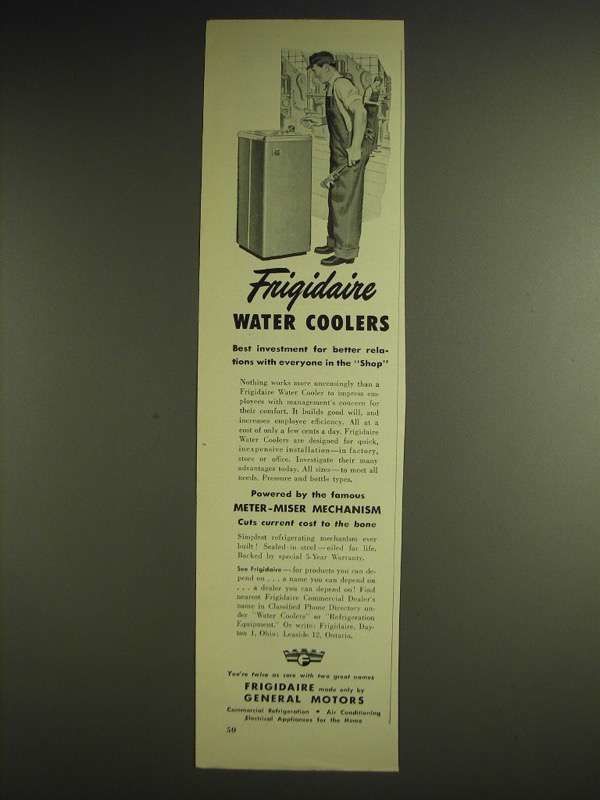 Frigidaire
WATER COOLERS
Best investment for better rela-
tions with everyone in the "Shop"
Nothing works more unceasingly than a
Frigidaire Water Cooler to impress em-
ployees with management's concern for
their comfort. It builds good will, and
increases employee efficiency. All at a
cost of only a few cents a day. Frigidaire
Water Coolers are designed for quick,
inexpensive installation—in factory,
store or office. Investigate their many
advantages today. All sizes—to meet all
needs. Pressure and bottle types.
Powered by the famous
METER-MISER MECHANISM
Cuts current cost to the bone
Simplest refrigerating mechanism ever
built! Sealed in steel—oiled for life.
Backed by special 5-Year Warranty.
See Frigidaire—for products you can de-
pend on . . . a name you can depend on
. . . a dealer you can depend on! Find
nearest Frigidaire Commercial Dealer's
name in Classified Phone Directory un-
der "Water Coolers" or "Refrigeration
Equipment." Or write: Frigidaire, Day-
ton 1, Ohio; Leaside 12, Ontario.
F
You're twice as sure with two great names
FRIGIDAIRE made only by
GENERAL MOTORS
Commercial Refrigeration • Air Conditioning
Electrical Appliances for the Home
50